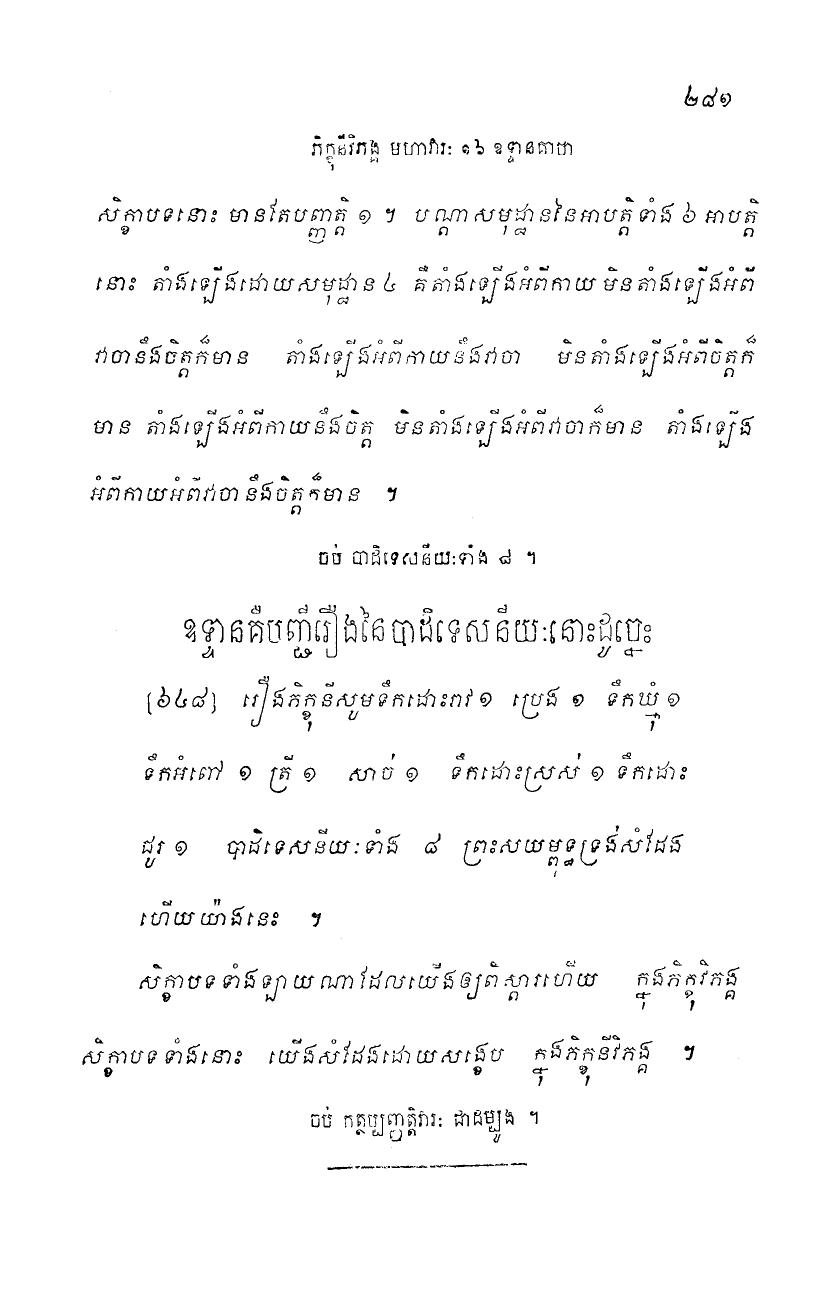 ២៨១
ភិក្ខុនីវិភង្គ មហាវារៈ ១៦ ឧទ្ទានគាថា
សិក្ខាបទនោះ មានតែបញ្ញត្តិ ១ ។ បណ្តាសមុដ្ឋាននៃអាបត្តិទាំង ៦ អាបត្តិ
នោះ តាំងឡើងដោយសមុដ្ឋាន ៤ គឺតាំងឡើងអំពីកាយ មិនតាំងឡើងអំពី
វាចានឹងចិត្តក៏មាន តាំងឡើងអំពីកាយនឹងវាចា មិនតាំងឡើងអំពីចិត្តក៏
មាន តាំងឡើងអំពីកាយនឹងចិត្ត មិនតាំងឡើងអំពីវាចាក៏មាន តាំងឡើង
អំពីកាយអំពីវាចានឹងចិត្តក៏មាន ។
ចប់ បាដិទេសនីយៈទាំង ៨ ។
ឧទ្ទានគឺបញ្ជីរឿងនៃបាដិទេសនីយៈនោះដូច្នេះ
[៦៤៨] រឿងភិក្ខុនីសូមទឹកដោះរាវ ១ ប្រេង ១ ទឹកឃ្មុំ ១
ទឹកអំពៅ ១ ត្រី ១ សាច់ ១ ទឹកដោះស្រស់ ១ ទឹកដោះ
ជូរ ១ បាដិទេសនីយៈទាំង ៨ ព្រះសយម្ពុទ្ធទ្រង់សំដែង
ហើយយ៉ាងនេះ ។
សិក្ខាបទទាំងឡាយណាដែលយើងឲ្យពិស្តារហើយ ក្នុងភិក្ខុវិភង្គ
សិក្ខាបទទាំងនោះ យើងសំដែងដោយសង្ខេប ក្នុងភិក្ខុនីវិភង្គ ។
ចប់ កត្ថប្បញ្ញត្តិវារៈ ជាដម្បូង ។